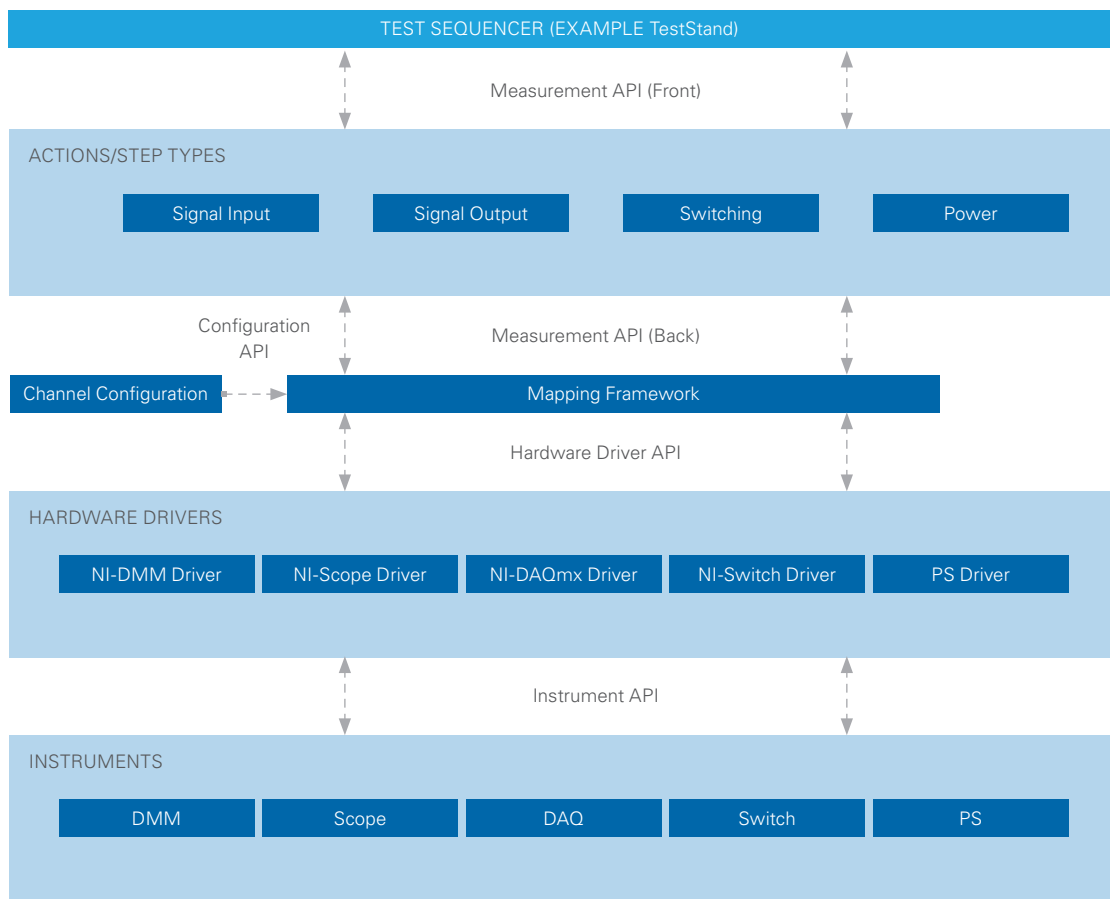 TEST SEQUENCER (EXAMPLE TestStand)
Measurement API (Front)
ACTIONS/STEP TYPES
Signal Input
Signal Output
Switching
Power
Configuration
API
Measurement API (Back)
Channel Configuration
Mapping Framework
Hardware Driver API
HARDWARE DRIVERS
NI-DMM Driver
NI-Scope Driver
NI-DAQmx Driver
NI-Switch Driver
PS Driver
Instrument API
INSTRUMENTS
DMM
Scope
DAQ
Switch
PS